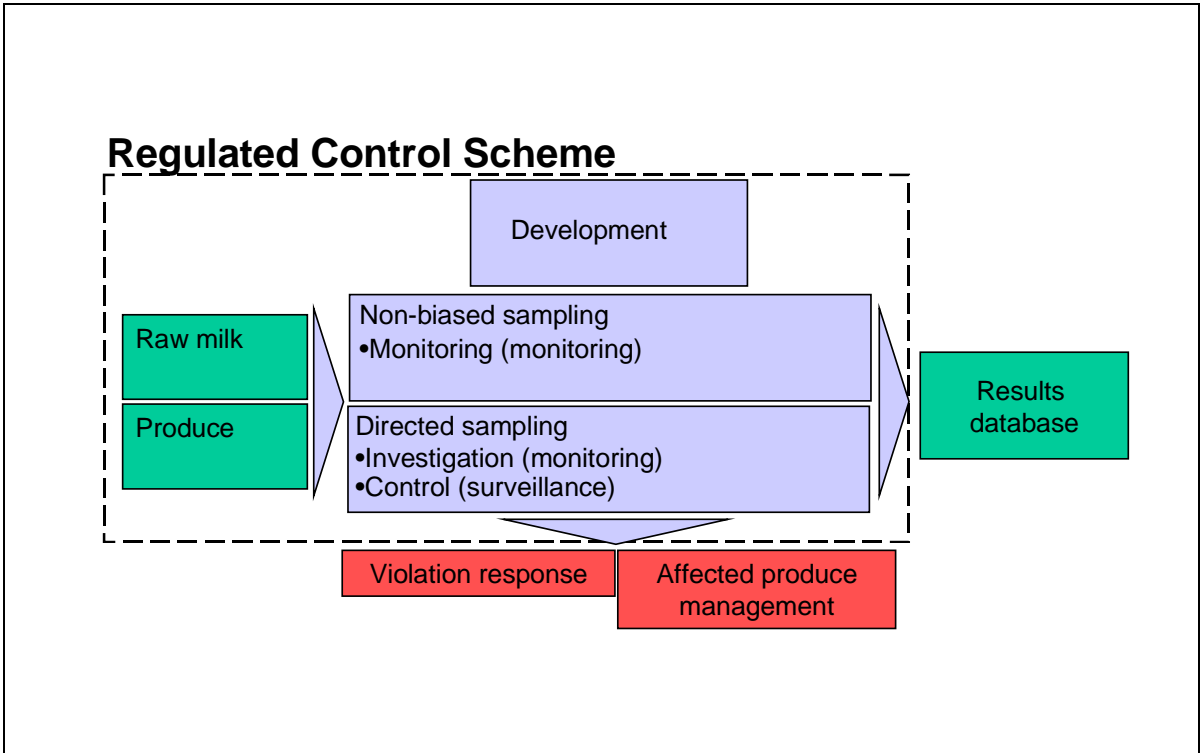 Regulated Control Scheme
Development
Non-biased sampling
•Monitoring (monitoring)
Raw milk
Produce
Directed sampling
•Investigation (monitoring)
•Control (surveillance)
Results
database
Violation response
Affected produce
management